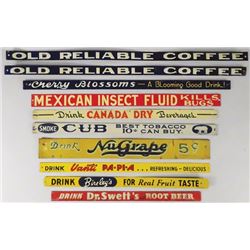 OLD RELIABLE COFFEE
OLD RELIABLE COFFEE
Cherry Blossoms - A BLooming Good Drink!
MEXICAN INSECT FLUID KILLS BUGS
Drink CANADA DRY Beverages
SMOKE CUB BEST TOBACCO 10¢ CAN BUY.
Drink NuGrape 5¢
DRINK Vanti PA-PI-A... REFRESHING - DELICIOUS
DRINK Bireley's FOR Real Fruit TASTE
DRINK Dr. Swett's ROOT BEER